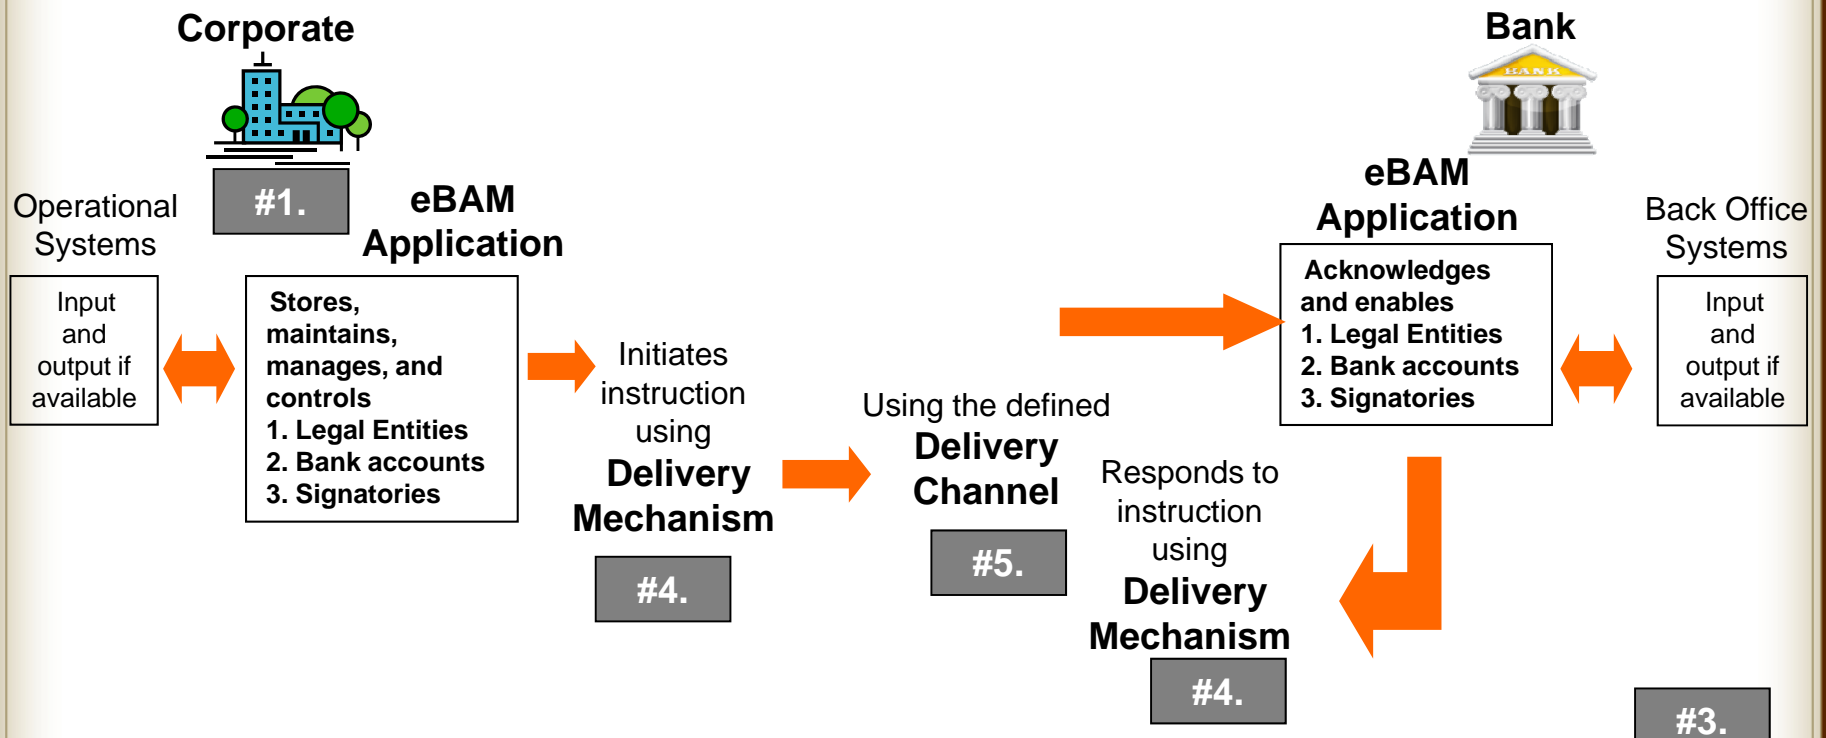 Corporate
#1.
Operational
Systems
Input
and
output if
available
eBAM
Application
Stores,
maintains,
manages, and
controls
1. Legal Entities
2. Bank accounts
3. Signatories
Initiates
instruction
using
Delivery
Mechanism
#4.
Using the defined
Delivery
Channel
#5.
Bank
BANK
eBAM
Application
Acknowledges
and enables
1. Legal Entities
2. Bank accounts
3. Signatories
Back Office
Systems
Input
and
output if
available
Responds to
instruction
using
Delivery
Mechanism
#4.
#3.